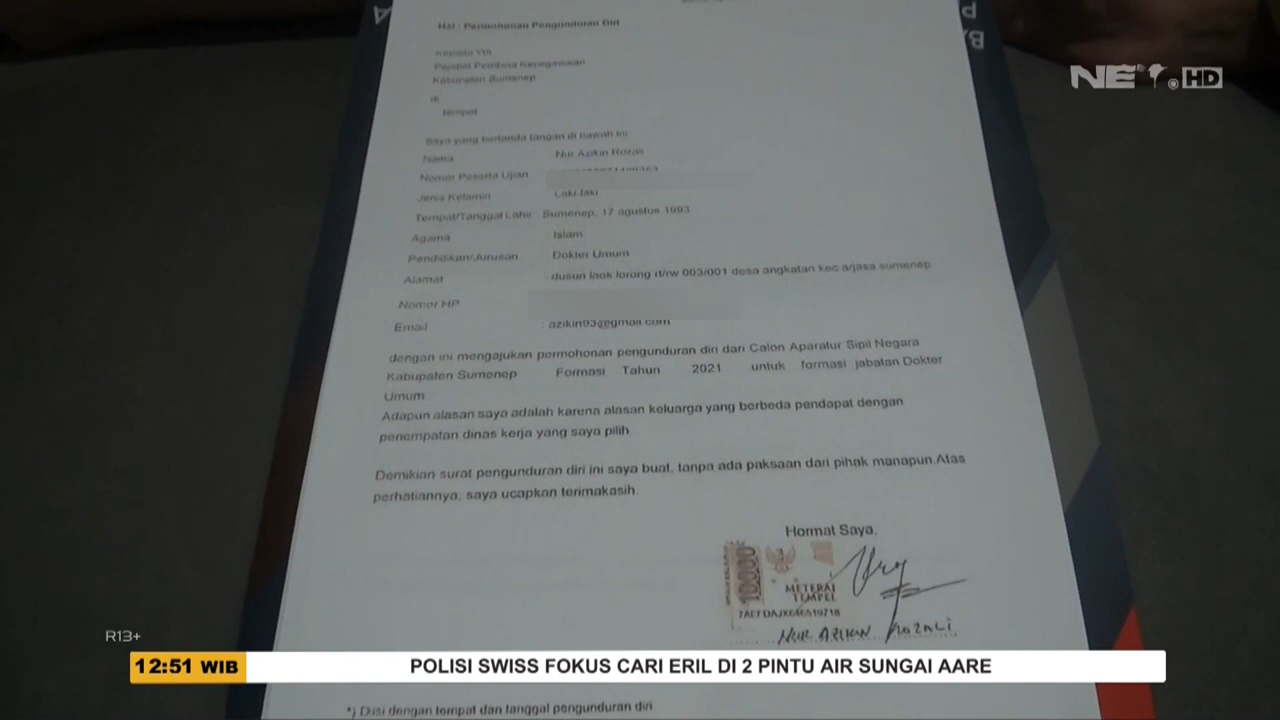 NET. HD
Hal : Permohonan Pengunduran Diri
Kepada Yth
Pejabat Pembina Kepegawaian
Kabupaten Sumenep
di
tempat
Saya yang bertanda tangan di bawah ini
Nama Nur Azikin Rozali
Nomor Peserta Ujian
Jenis Kelamin Laki-laki
Tempat/Tanggal Lahir : Sumenep, 17 agustus 1993
Agama Islam
Pendidikan/Jurusan Dokter Umum
Alamat dusun laok lorong rt/rw 003/001 desa angkatan kec arjasa sumenep
Nomor HP
Email : azikin93@gmail.com
dengan ini mengajukan permohonan pengunduran diri dari Calon Aparatur Sipil Negara
Kabupaten Sumenep Formasi Tahun 2021 untuk formasi jabatan Dokter
Umum
Adapun alasan saya adalah karena alasan keluarga yang berbeda pendapat dengan
penempatan dinas kerja yang saya pilih.
Demikian surat pengunduran diri ini saya buat, tanpa ada paksaan dari pihak manapun.Atas
perhatiannya, saya ucapkan terimakasih.
Hormat Saya,
10000
METERAI
TEMPEL
NUR AZIKIN ROZALI
*) Diisi dengan tempat dan tanggal pengunduran diri
R13+
12:51 WIB POLISI SWISS FOKUS CARI ERIL DI 2 PINTU AIR SUNGAI AARE